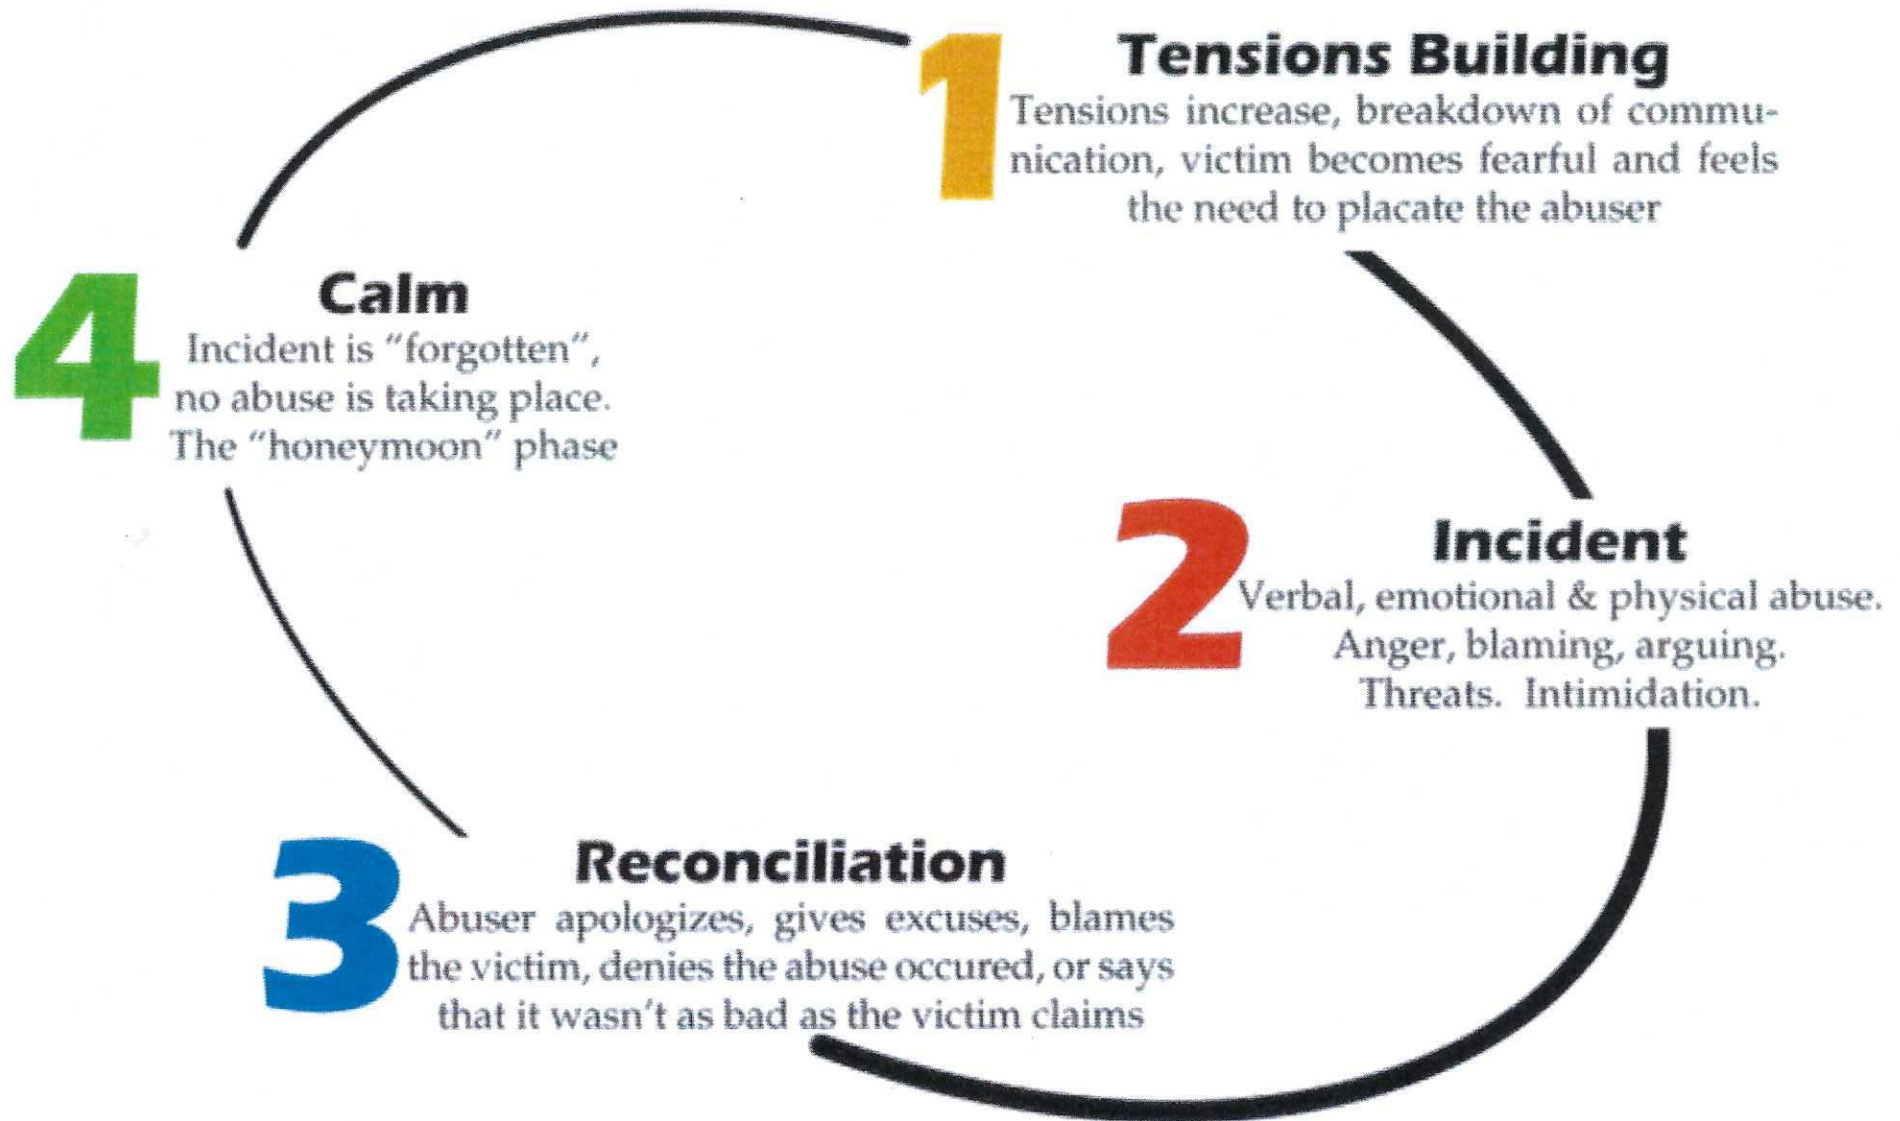 1
Tensions Building
Tensions increase, breakdown of commu-
nication, victim becomes fearful and feels
the need to placate the abuser
2
Incident
Verbal, emotional & physical abuse.
Anger, blaming, arguing.
Threats. Intimidation.
3
Reconciliation
Abuser apologizes, gives excuses, blames
the victim, denies the abuse occured, or says
that it wasn't as bad as the victim claims
4
Calm
Incident is "forgotten",
no abuse is taking place.
The "honeymoon" phase